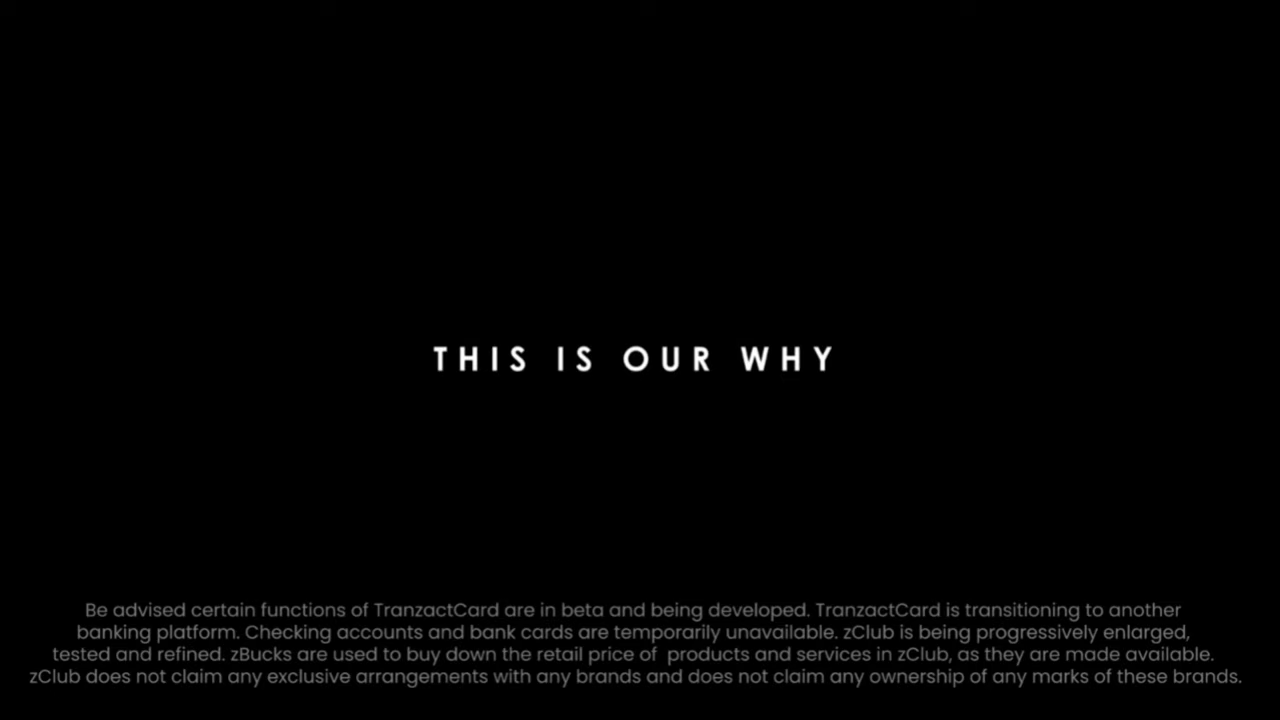 THIS IS OUR WHY
Be advised certain functions of TranzactCard are in beta and being developed. TranzactCard is transitioning to another
banking platform. Checking accounts and bank cards are temporarily unavailable. zClub is being progressively enlarged,
tested and refined. zBucks are used to buy down the retail price of products and services in zClub, as they are made available.
zClub does not claim any exclusive arrangements with any brands and does not claim any ownership of any marks of these brands.